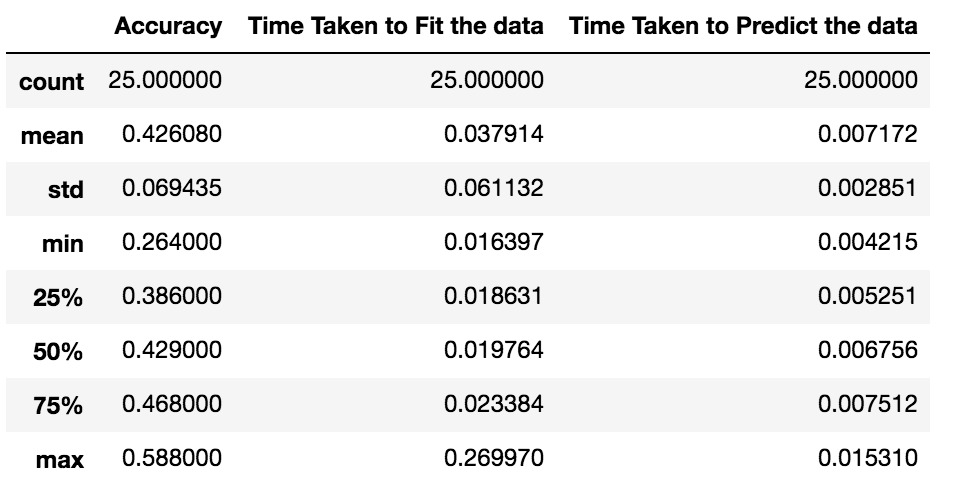 Accuracy Time Taken to Fit the data Time Taken to Predict the data
count 25.000000 25.000000 25.000000
mean 0.426080 0.037914 0.007172
std 0.069435 0.061132 0.002851
min 0.264000 0.016397 0.004215
25% 0.386000 0.018631 0.005251
50% 0.429000 0.019764 0.006756
75% 0.468000 0.023384 0.007512
max 0.588000 0.269970 0.015310